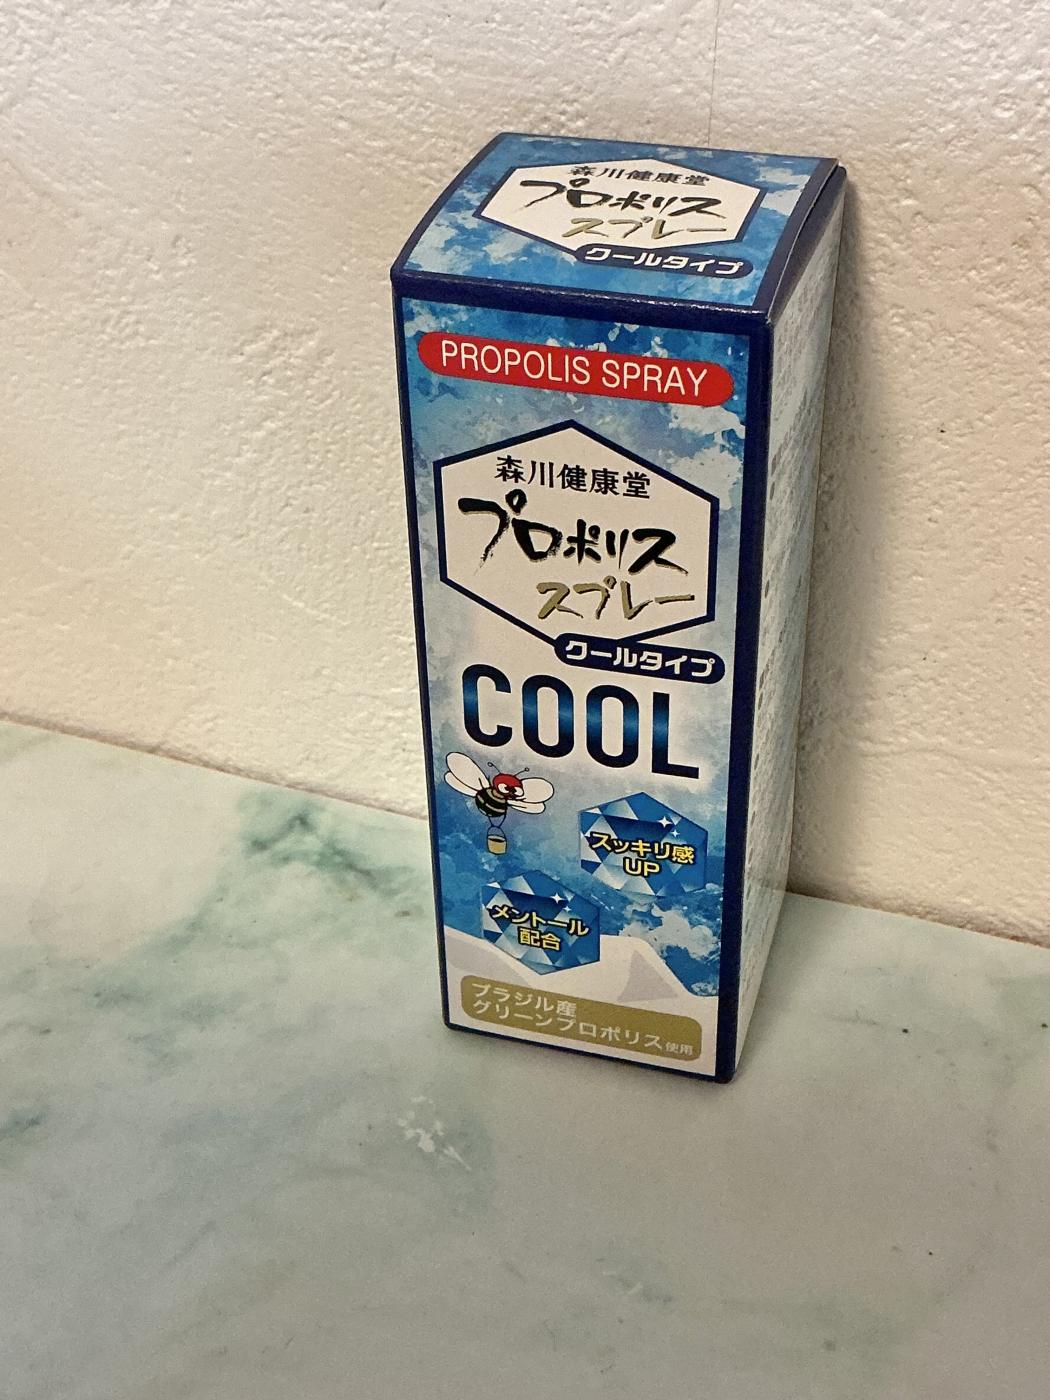 森川健康堂
プロポリス
スプレー
クールタイプ
PROPOLIS SPRAY
森川健康堂
プロポリス
スプレー
クールタイプ
COOL
スッキリ感
UP
メントール
配合
ブラジル産
グリーンプロポリス使用